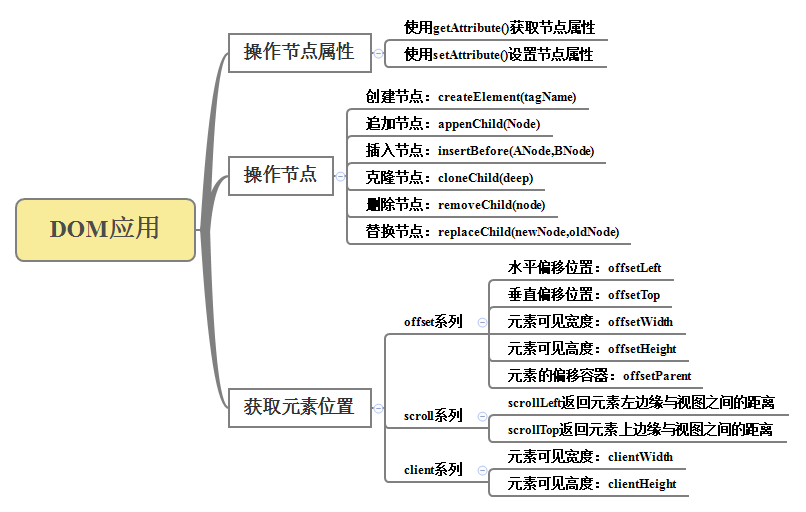 DOM应用
操作节点属性
使用getAttribute()获取节点属性
使用setAttribute()设置节点属性
操作节点
创建节点：createElement(tagName)
追加节点：appenChild(Node)
插入节点：insertBefore(ANode,BNode)
克隆节点：cloneChild(deep)
删除节点：removeChild(node)
替换节点：replaceChild(newNode,oldNode)
获取元素位置
offset系列
水平偏移位置：offsetLeft
垂直偏移位置：offsetTop
元素可见宽度：offsetWidth
元素可见高度：offsetHeight
元素的偏移容器：offsetParent
scroll系列
scrollLeft返回元素左边缘与视图之间的距离
scrollTop返回元素上边缘与视图之间的距离
client系列
元素可见宽度：clientWidth
元素可见高度：clientHeight